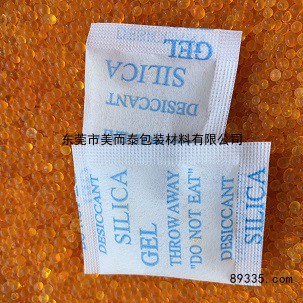 GEL
SILICA
DESICCANT
东莞市美而泰包装材料有限公司
DESICCANT
SILICA
GEL
THROW AWAY
"DO NOT EAT"
DESICCANT
SILICA
89335.com